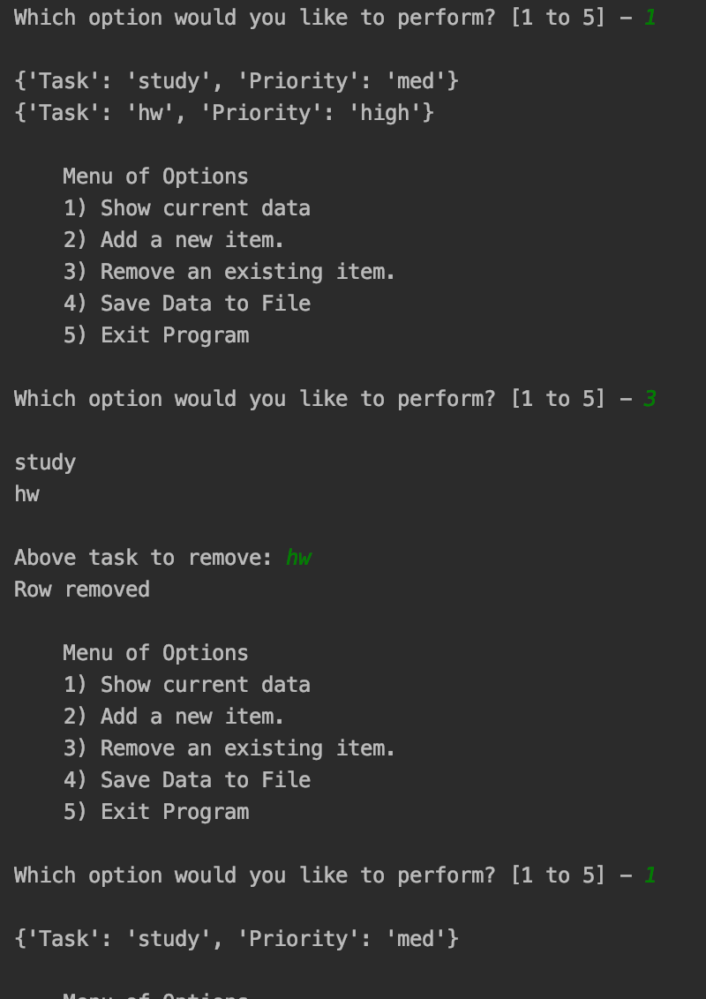 Which option would you like to perform? [1 to 5] – 1
{'Task': 'study', 'Priority': 'med'}
{'Task': 'hw', 'Priority': 'high'}
Menu of Options
1) Show current data
2) Add a new item.
3) Remove an existing item.
4) Save Data to File
5) Exit Program
Which option would you like to perform? [1 to 5] – 3
study
hw
Above task to remove: hw
Row removed
Menu of Options
1) Show current data
2) Add a new item.
3) Remove an existing item.
4) Save Data to File
5) Exit Program
Which option would you like to perform? [1 to 5] – 1
{'Task': 'study', 'Priority': 'med'}
Menu of Options